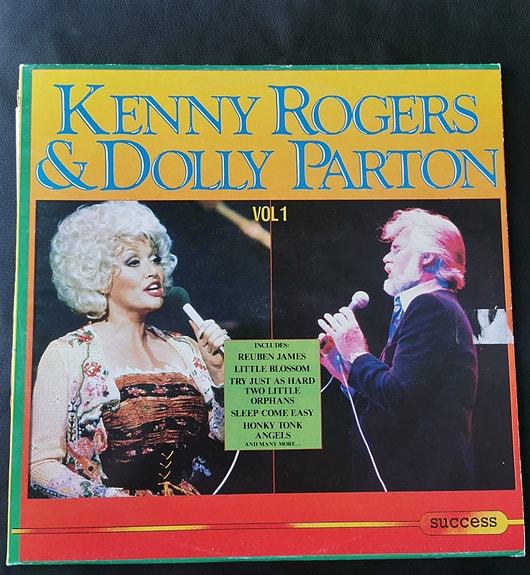 KENNY ROGERS
& DOLLY PARTON
VOL 1
INCLUDES:
REUBEN JAMES
LITTLE BLOSSOM
TRY JUST AS HARD
TWO LITTLE
ORPHANS
SLEEP COME EASY
HONKY TONK
ANGELS
AND MANY MORE...
success